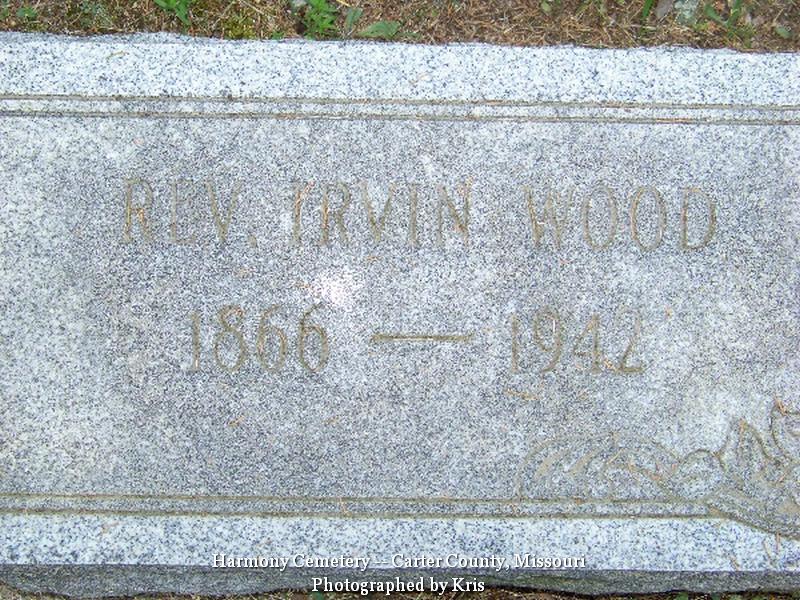 REV. IRVIN WOOD
1866 — 1942
Harmony Cemetery -- Carter County, Missouri
Photographed by Kris